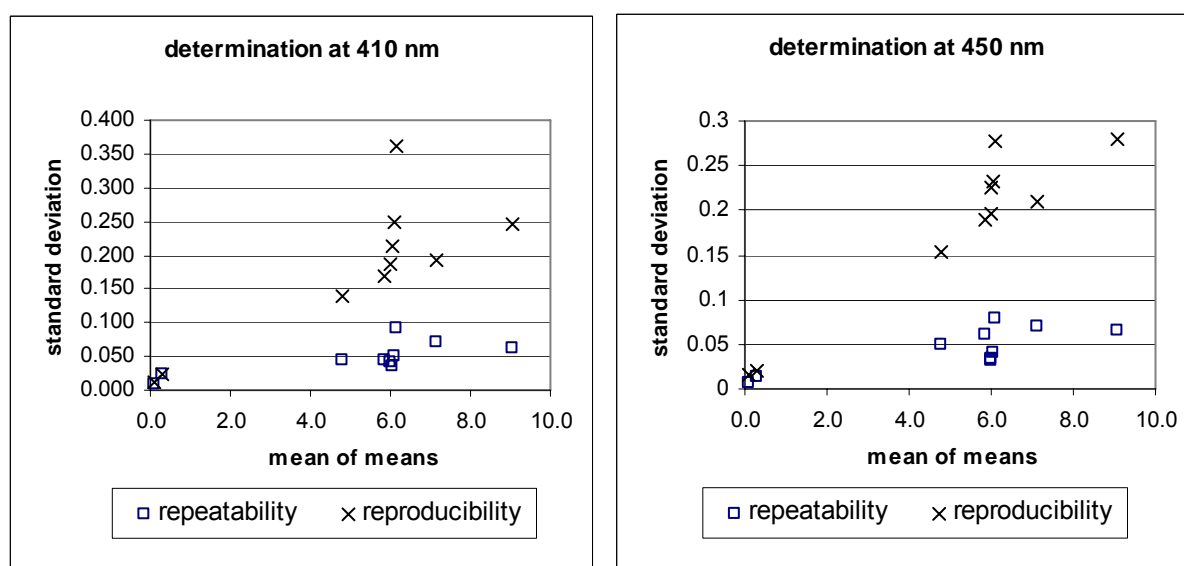 determination at 410 nm
standard deviation
0.400
0.350
0.300
0.250
0.200
0.150
0.100
0.050
0.000
0.0 2.0 4.0 6.0 8.0 10.0
mean of means
repeatability reproducibility
determination at 450 nm
standard deviation
0.3
0.25
0.2
0.15
0.1
0.05
0
0.0 2.0 4.0 6.0 8.0 10.0
mean of means
repeatability reproducibility